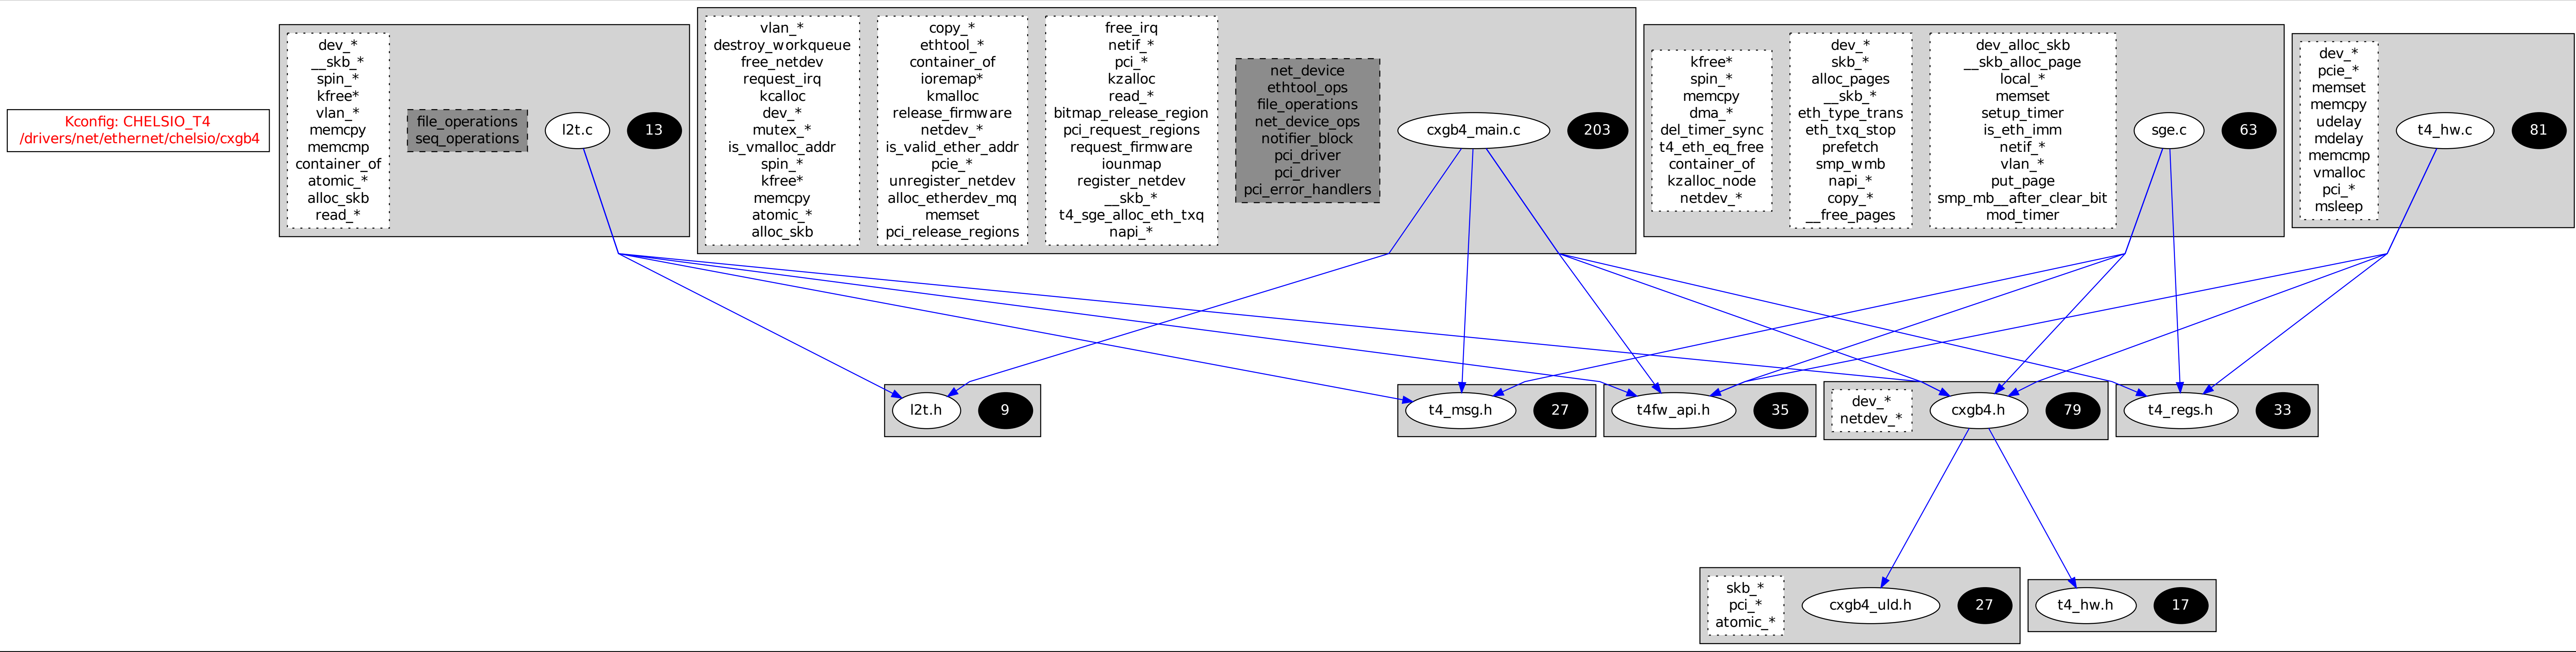 Kconfig: CHELSIO_T4
/drivers/net/ethernet/chelsio/cxgb4
dev_*
__skb_*
spin_*
kfree*
vlan_*
memcpy
memcmp
container_of
atomic_*
alloc_skb
read_*
file_operations
seq_operations
l2t.c
13
vlan_*
destroy_workqueue
free_netdev
request_irq
kcalloc
dev_*
mutex_*
is_vmalloc_addr
spin_*
kfree*
memcpy
atomic_*
alloc_skb
copy_*
ethtool_*
container_of
ioremap*
kmalloc
release_firmware
netdev_*
is_valid_ether_addr
pcie_*
unregister_netdev
alloc_etherdev_mq
memset
pci_release_regions
free_irq
netif_*
pci_*
kzalloc
read_*
bitmap_release_region
pci_request_regions
request_firmware
iounmap
register_netdev
__skb_*
t4_sge_alloc_eth_txq
napi_*
net_device
ethtool_ops
file_operations
net_device_ops
notifier_block
pci_driver
pci_driver
pci_error_handlers
cxgb4_main.c
203
kfree*
spin_*
memcpy
dma_*
del_timer_sync
t4_eth_eq_free
container_of
kzalloc_node
netdev_*
dev_*
skb_*
alloc_pages
__skb_*
eth_type_trans
eth_txq_stop
prefetch
smp_wmb
napi_*
copy_*
__free_pages
dev_alloc_skb
__skb_alloc_page
local_*
memset
setup_timer
is_eth_imm
netif_*
vlan_*
put_page
smp_mb__after_clear_bit
mod_timer
sge.c
63
dev_*
pcie_*
memset
memcpy
udelay
mdelay
memcmp
vmalloc
pci_*
msleep
t4_hw.c
81
l2t.h
9
t4_msg.h
27
t4fw_api.h
35
dev_*
netdev_*
cxgb4.h
79
t4_regs.h
33
skb_*
pci_*
atomic_*
cxgb4_uld.h
27
t4_hw.h
17